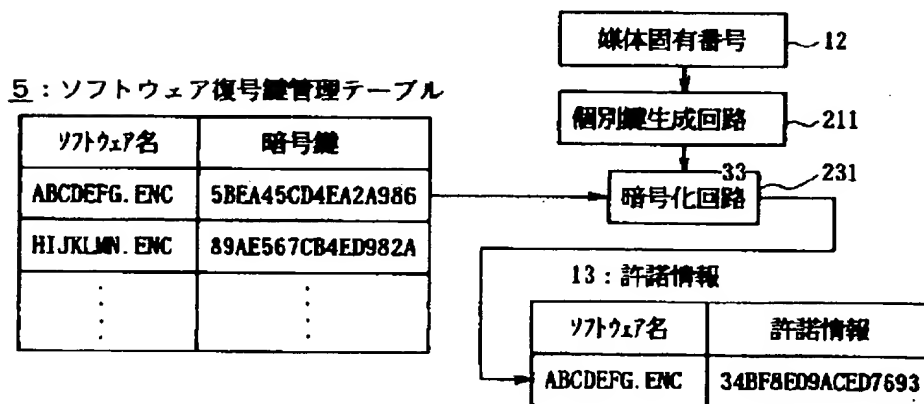 媒体固有番号 12
5:ソフトウェア復号鍵管理テーブル
個別鍵生成回路 211
ソフトウェア名 暗号鍵
33 231
ABCDEFG.ENC 5BEA45CD4EA2A986
暗号化回路
HIJKLMN.ENC 89AE567CB4ED982A
13:許諾情報
ソフトウェア名 許諾情報
ABCDEFG.ENC 34BF8ED9ACED7693